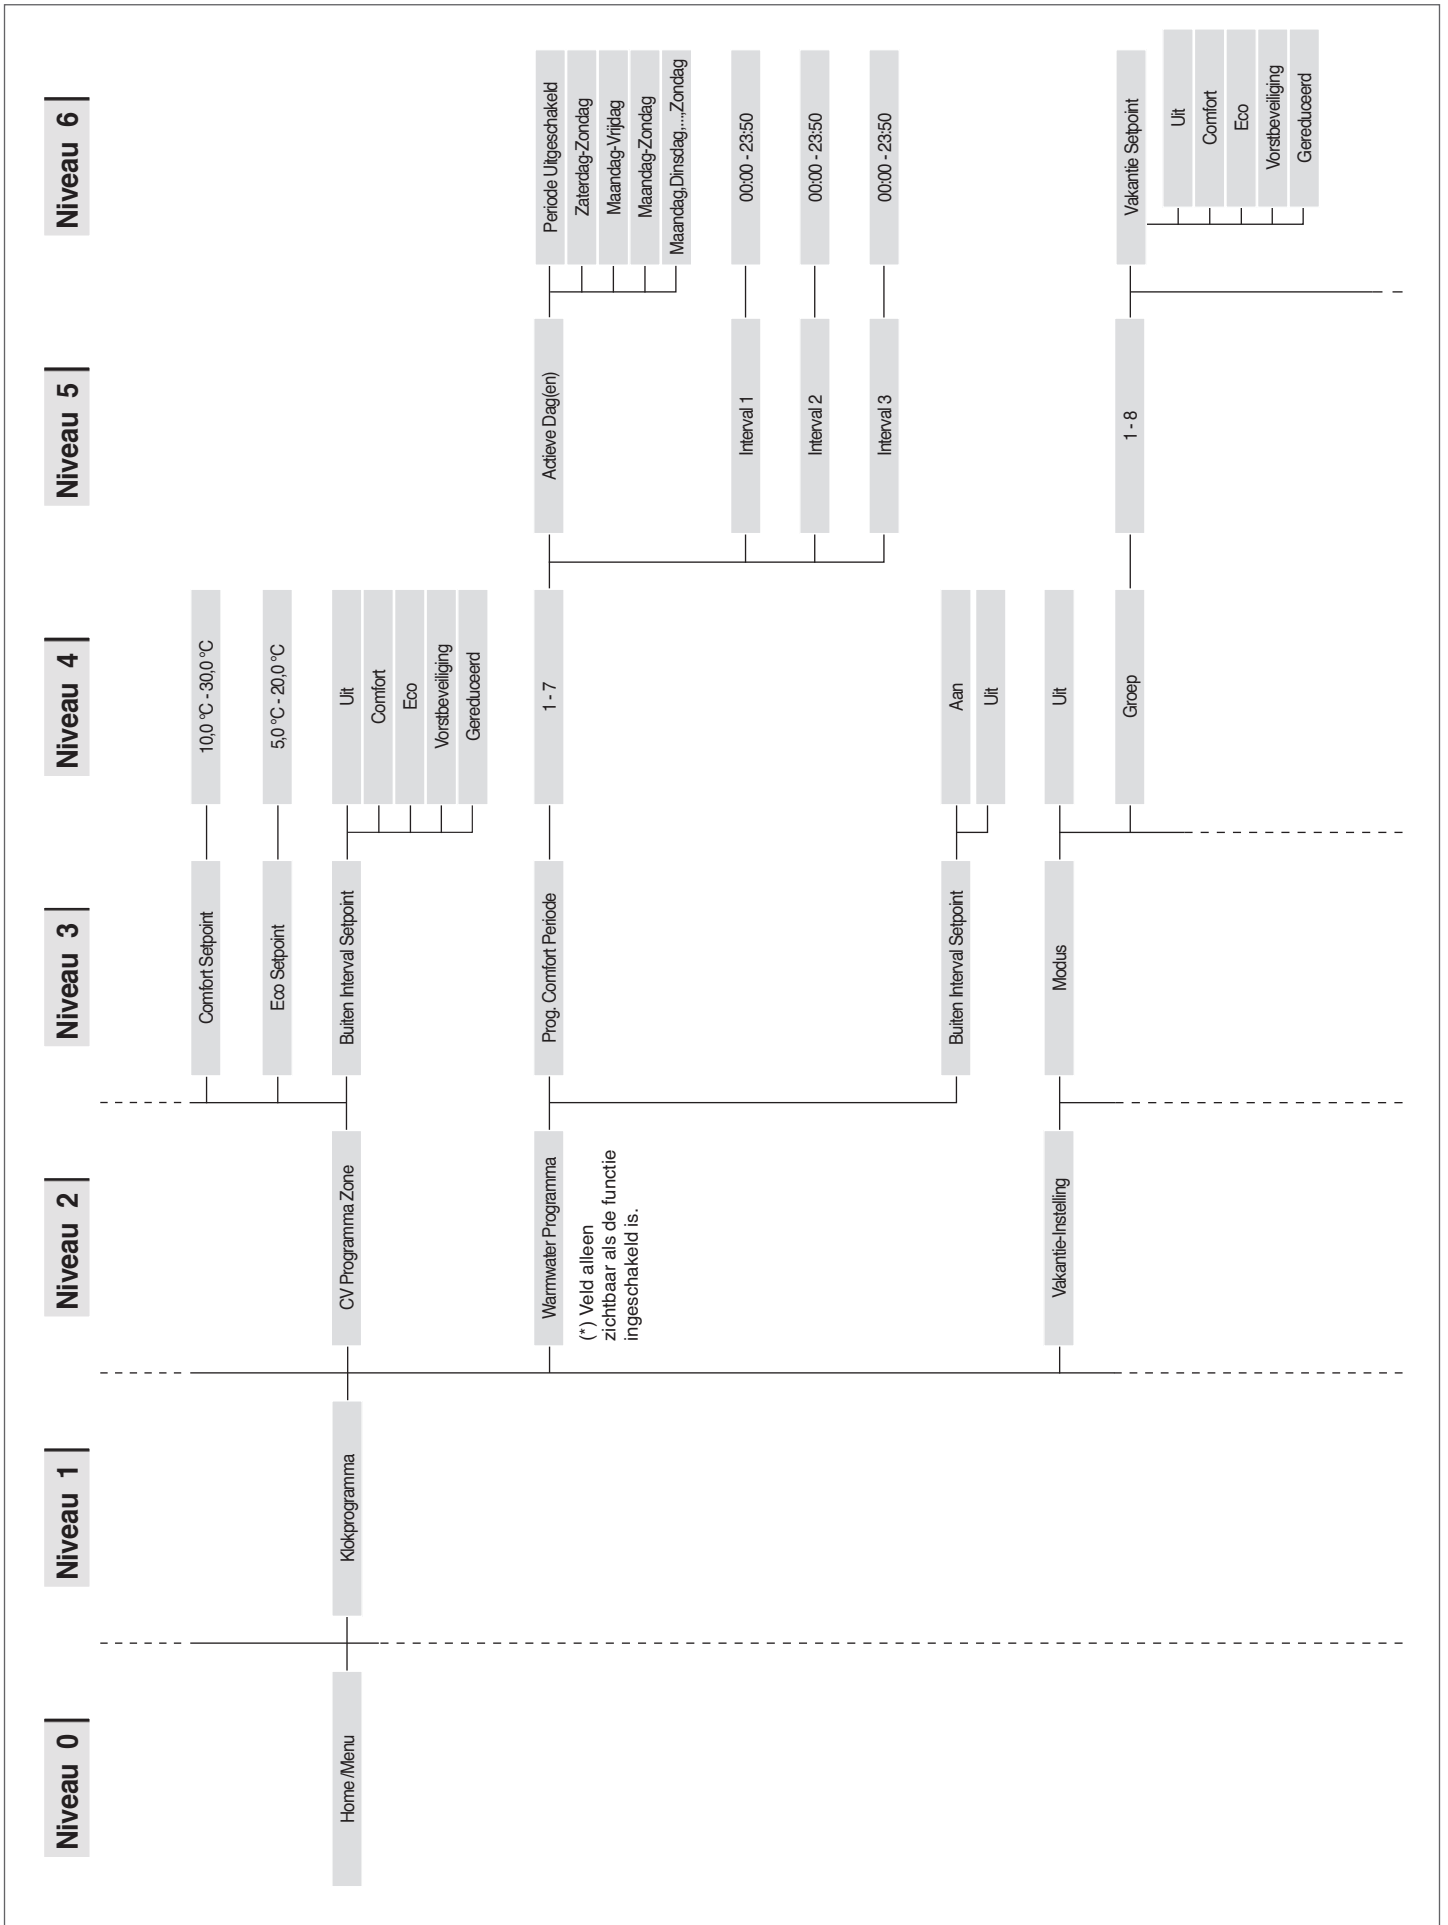 Niveau 0
Niveau 1
Niveau 2
Niveau 3
Niveau 4
Niveau 5
Niveau 6
Comfort Setpoint
10,0 °C - 30,0 °C
Eco Setpoint
5,0 °C - 20,0 °C
Home /Menu
Klokprogramma
CV Programma Zone
Buiten Interval Setpoint
Uit
Comfort
Eco
Vorstbeveiliging
Gereduceerd
Warmwater Programma
(*) Veld alleen
zichtbaar als de functie
ingeschakeld is.
Prog. Comfort Periode
1 - 7
Actieve Dag(en)
Periode Uitgeschakeld
Zaterdag-Zondag
Maandag-Vrijdag
Maandag-Zondag
Maandag,Dinsdag,...,Zondag
Interval 1
00:00 - 23:50
Interval 2
00:00 - 23:50
Interval 3
00:00 - 23:50
Buiten Interval Setpoint
Aan
Uit
Vakantie-Instelling
Modus
Uit
Groep
1 - 8
Vakantie Setpoint
Uit
Comfort
Eco
Vorstbeveiliging
Gereduceerd